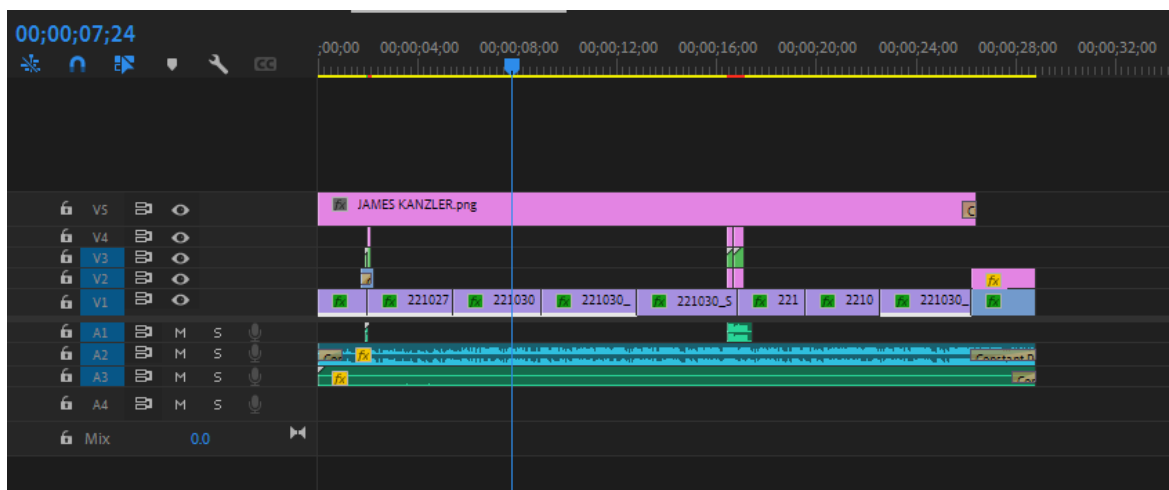 00;00;07;24
;00;00 00;00;04;00 00;00;08;00 00;00;12;00 00;00;16;00 00;00;20;00 00;00;24;00 00;00;28;00 00;00;32;00
V5 fx JAMES KANZLER.png C
V4
V3
V2 fx
V1 fx fx 221027 fx 221030 fx 221030_ fx 221030_S fx 221 fx 2210 fx 221030_ fx
A1 M S
A2 M S fx Constant
A3 M S fx
A4 M S
Mix 0.0